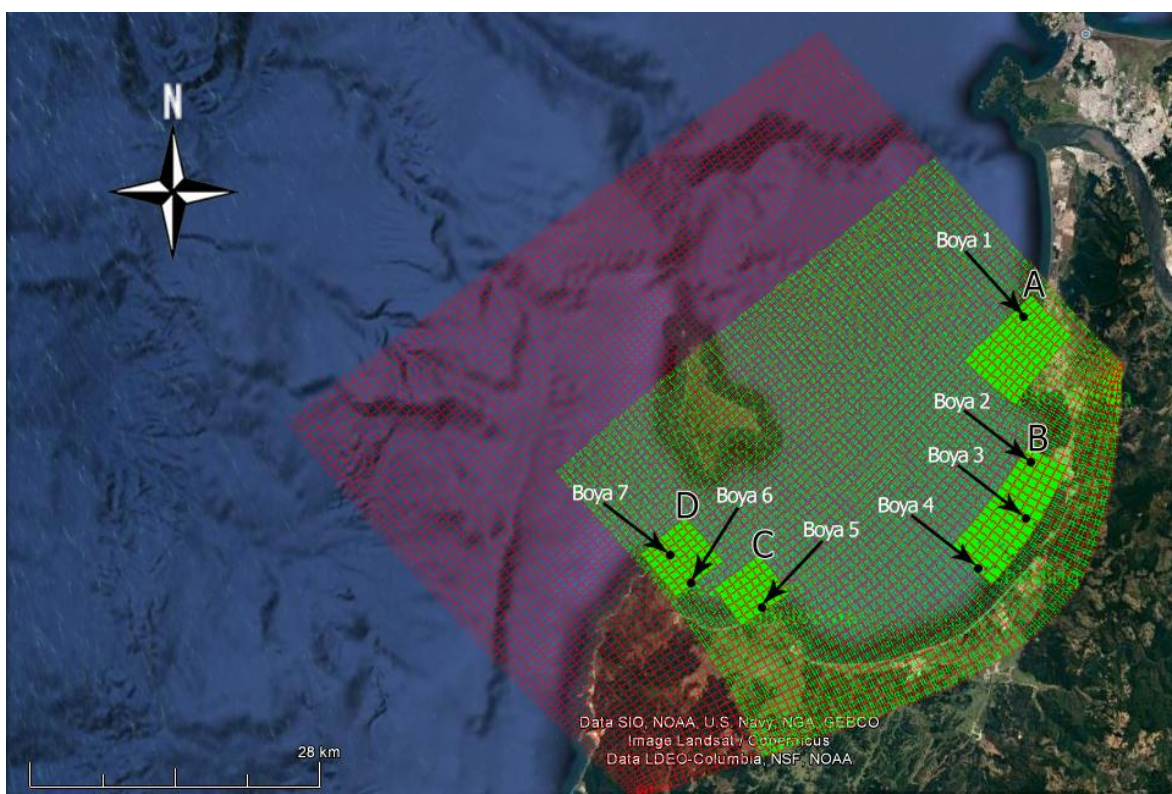 N
Boya 1
A
Boya 2
B
Boya 3
Boya 7
D
Boya 6
Boya 4
C
Boya 5
Data SIO, NOAA, U.S. Navy, NGA, GEBCO
Image Landsat / Copernicus
Data LDEO-Columbia, NSF, NOAA
28 km